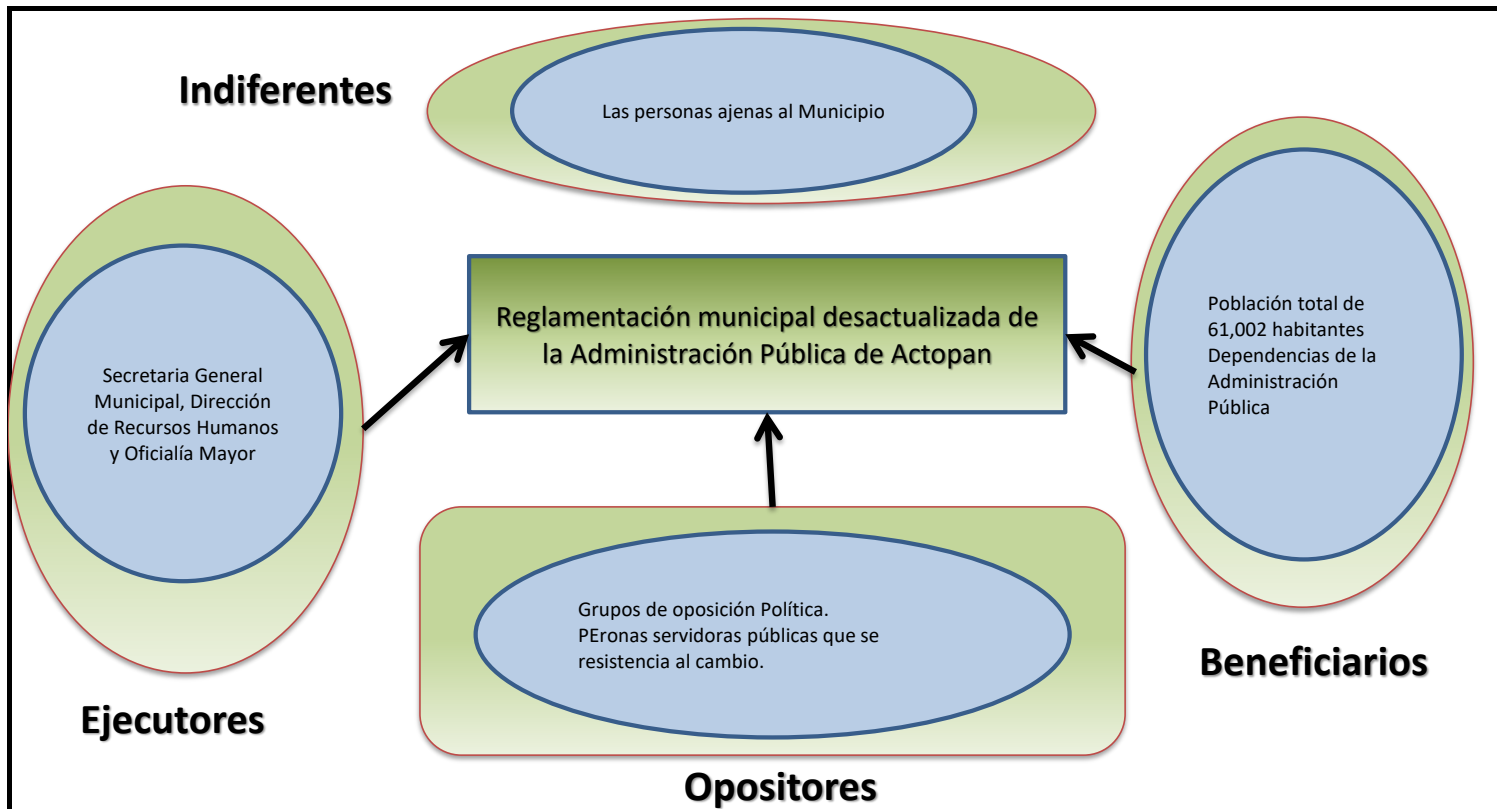 Indiferentes
Las personas ajenas al Municipio
Reglamentación municipal desactualizada de
la Administración Pública de Actopan
Secretaria General
Municipal, Dirección
de Recursos Humanos
y Oficialía Mayor
Ejecutores
Población total de
61,002 habitantes
Dependencias de la
Administración
Pública
Beneficiarios
Grupos de oposición Política.
PEronas servidoras públicas que se
resistencia al cambio.
Opositores